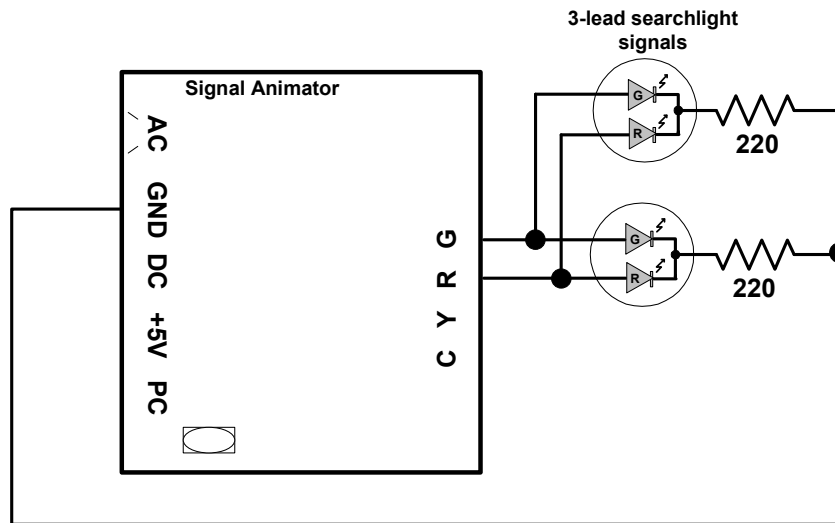 3-lead searchlight
signals
Signal Animator
AC
GND
DC
+5V
PC
G
R
Y
C
G
R
220
G
R
220